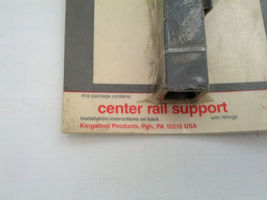 this package contains
center rail support
Installation instructions on back
with fittings
Kingsford Products, Pgh, PA 15215 USA